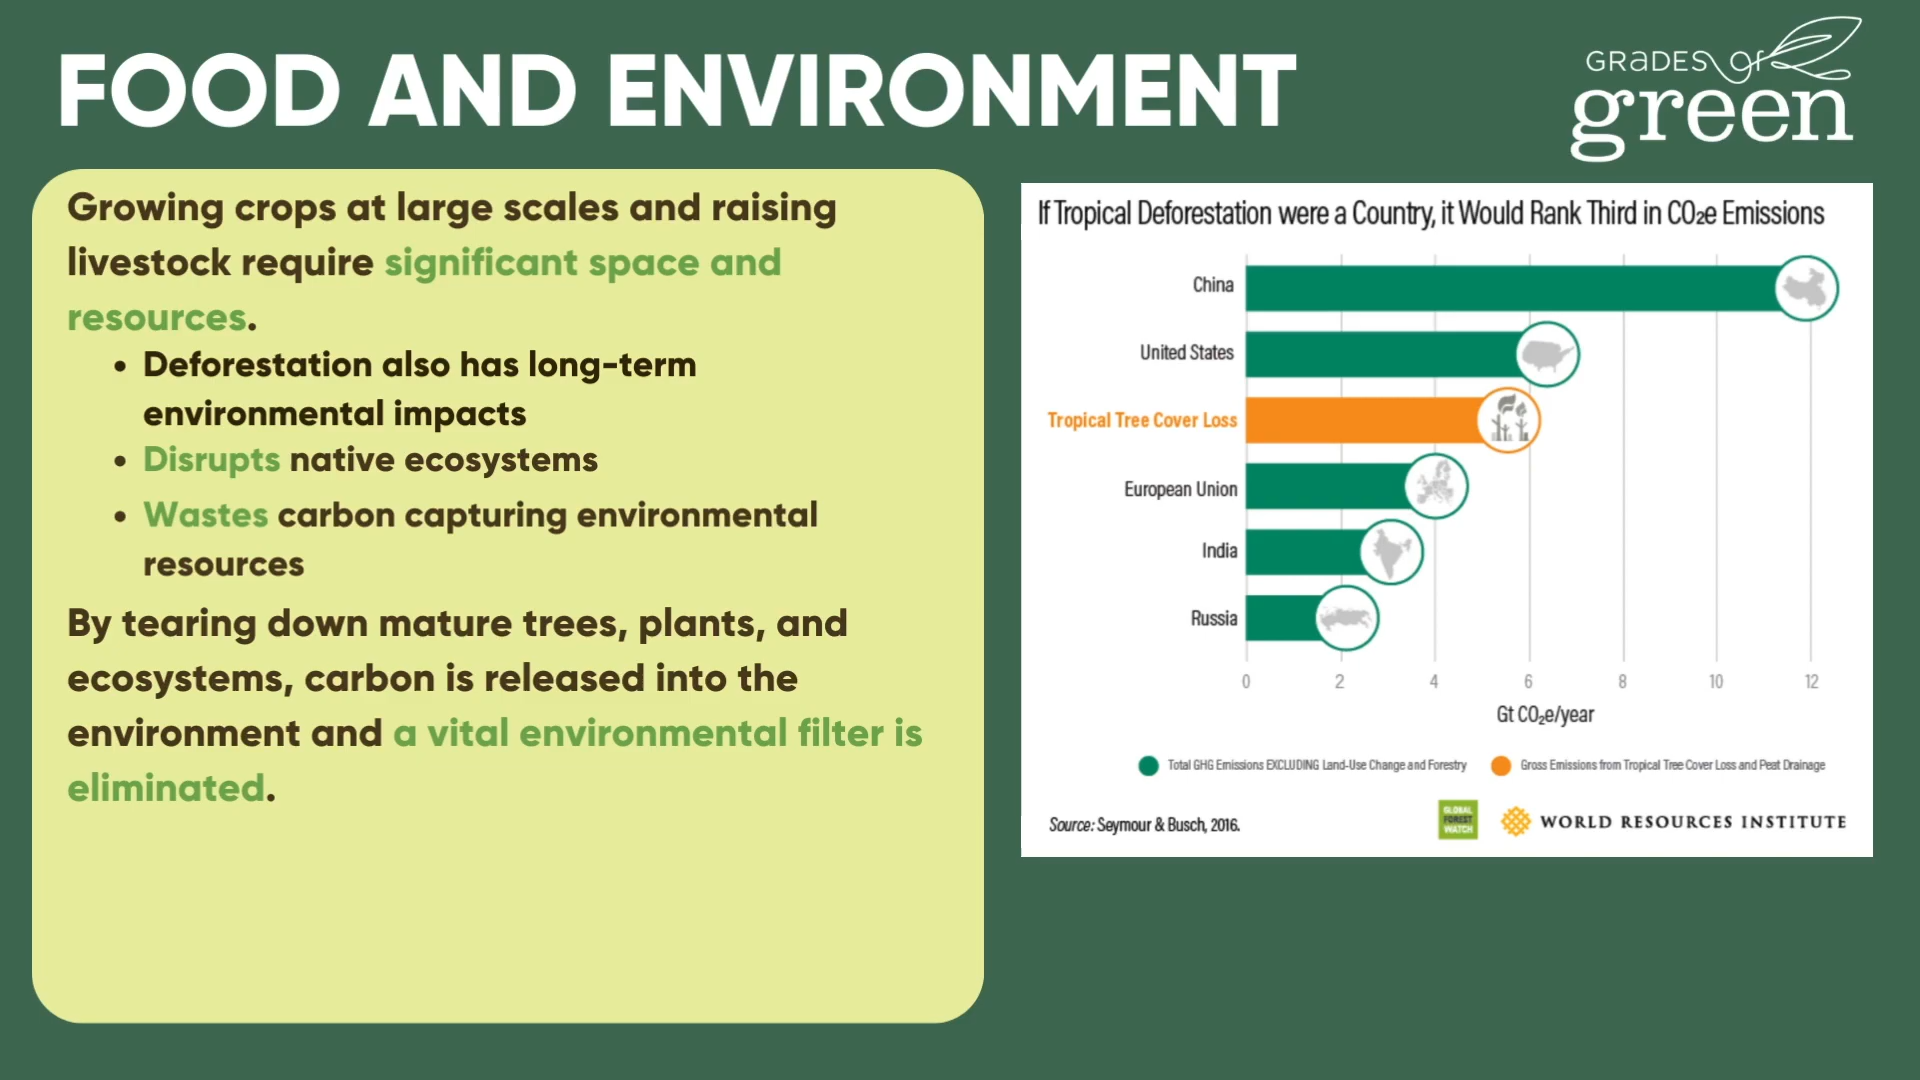 FOOD AND ENVIRONMENT
GRADES of
green
Growing crops at large scales and raising
livestock require significant space and
resources.
• Deforestation also has long-term
environmental impacts
• Disrupts native ecosystems
• Wastes carbon capturing environmental
resources
By tearing down mature trees, plants, and
ecosystems, carbon is released into the
environment and a vital environmental filter is
eliminated.
If Tropical Deforestation were a Country, it Would Rank Third in CO₂e Emissions
China
United States
Tropical Tree Cover Loss
European Union
India
Russia
0 2 4 6 8 10 12
Gt CO₂e/year
Total GHG Emissions EXCLUDING Land-Use Change and Forestry
Gross Emissions from Tropical Tree Cover Loss and Peat Drainage
Source: Seymour & Busch, 2016.
GLOBAL
FOREST
WATCH
WORLD RESOURCES INSTITUTE